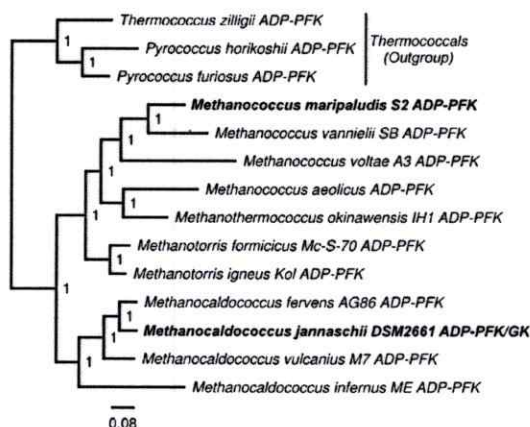 Thermococcus zilligii ADP-PFK
1
Pyrococcus horikoshii ADP-PFK
Thermococcals
(Outgroup)
1
Pyrococcus furiosus ADP-PFK
Methanococcus maripaludis S2 ADP-PFK
1
Methanococcus vannielii SB ADP-PFK
1
Methanococcus voltae A3 ADP-PFK
1
Methanococcus aeolicus ADP-PFK
1
Methanothermococcus okinawensis IH1 ADP-PFK
1
Methanotorris formicicus Mc-S-70 ADP-PFK
1
Methanotorris igneus Kol ADP-PFK
1
Methanocaldococcus fervens AG86 ADP-PFK
1
Methanocaldococcus jannaschii DSM2661 ADP-PFK/GK
1
Methanocaldococcus vulcanius M7 ADP-PFK
1
Methanocaldococcus infernus ME ADP-PFK
0.08